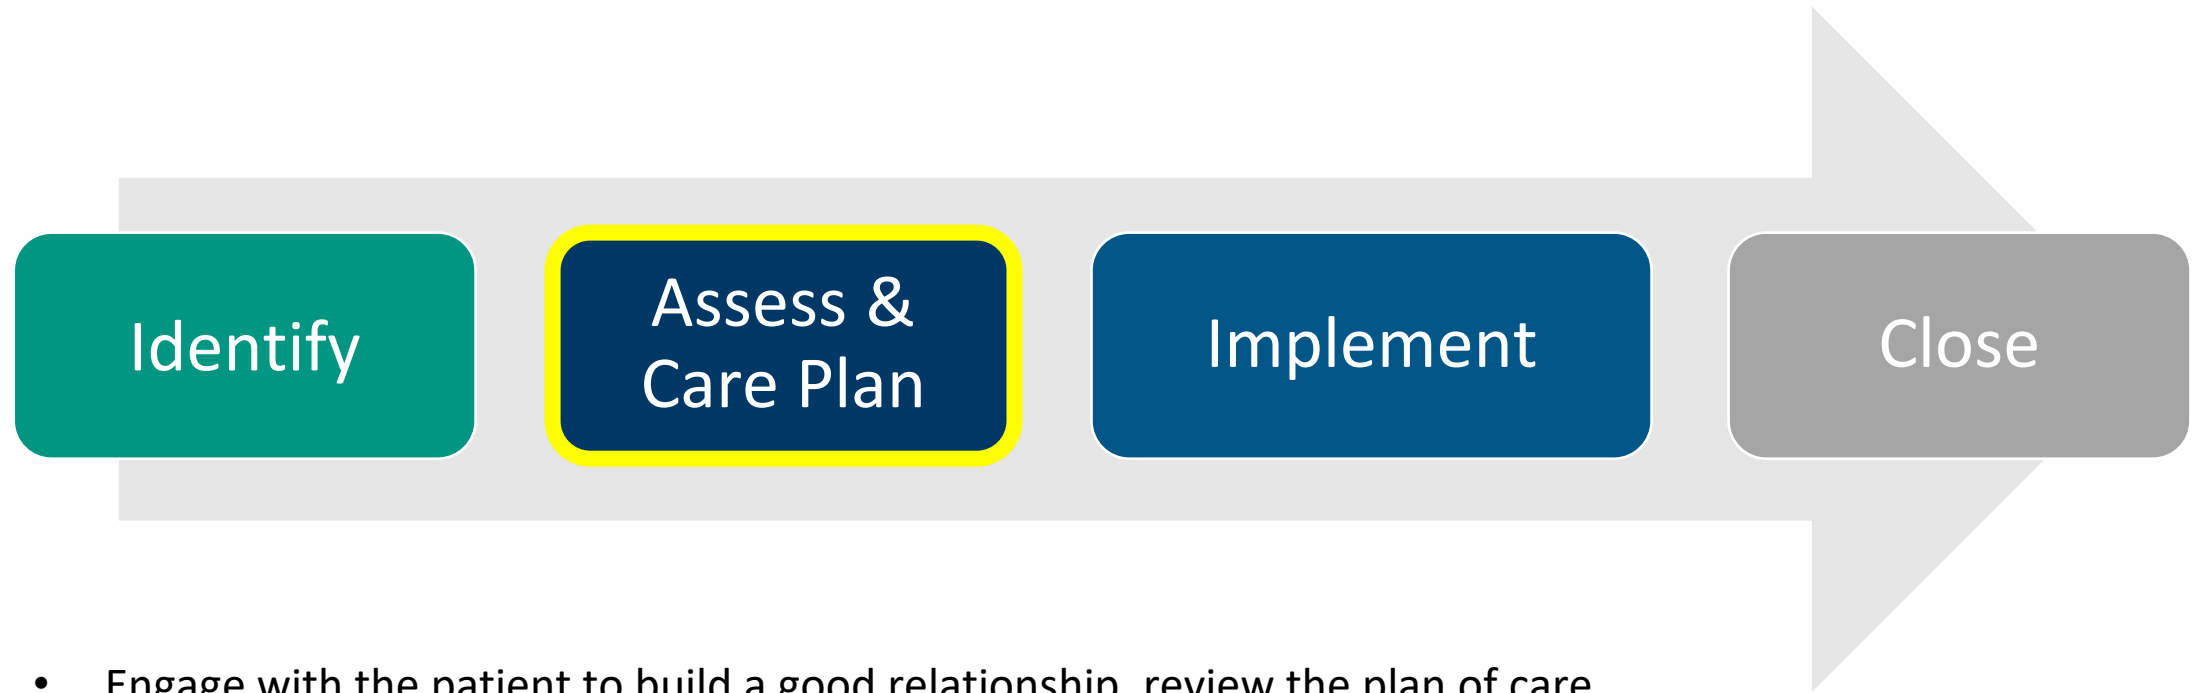 Identify
Assess &
Care Plan
Implement
Close
• Engage with the patient to build a good relationship, review the plan of care